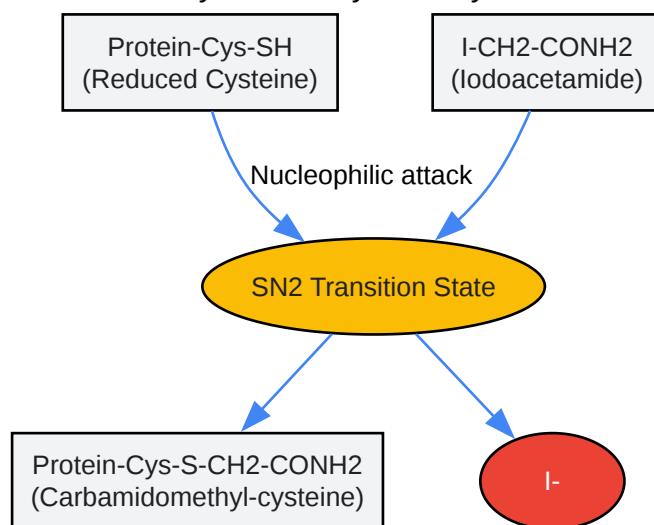 Protein-Cys-SH
(Reduced Cysteine)
I-CH2-CONH2
(Iodoacetamide)
Nucleophilic attack
SN2 Transition State
Protein-Cys-S-CH2-CONH2
(Carbamidomethyl-cysteine)
I-